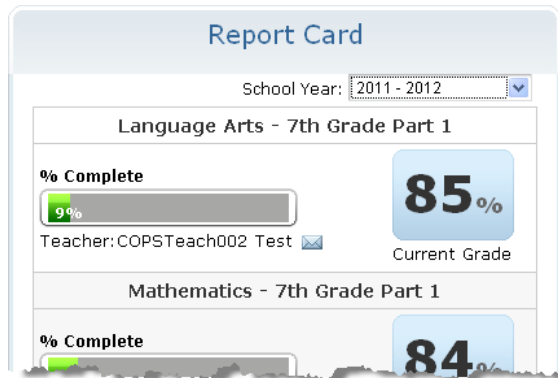 Report Card
School Year: 2011 - 2012
Language Arts - 7th Grade Part 1
% Complete
9%
85%
Teacher:COPSTeach002 Test
Current Grade
Mathematics - 7th Grade Part 1
% Complete
84%